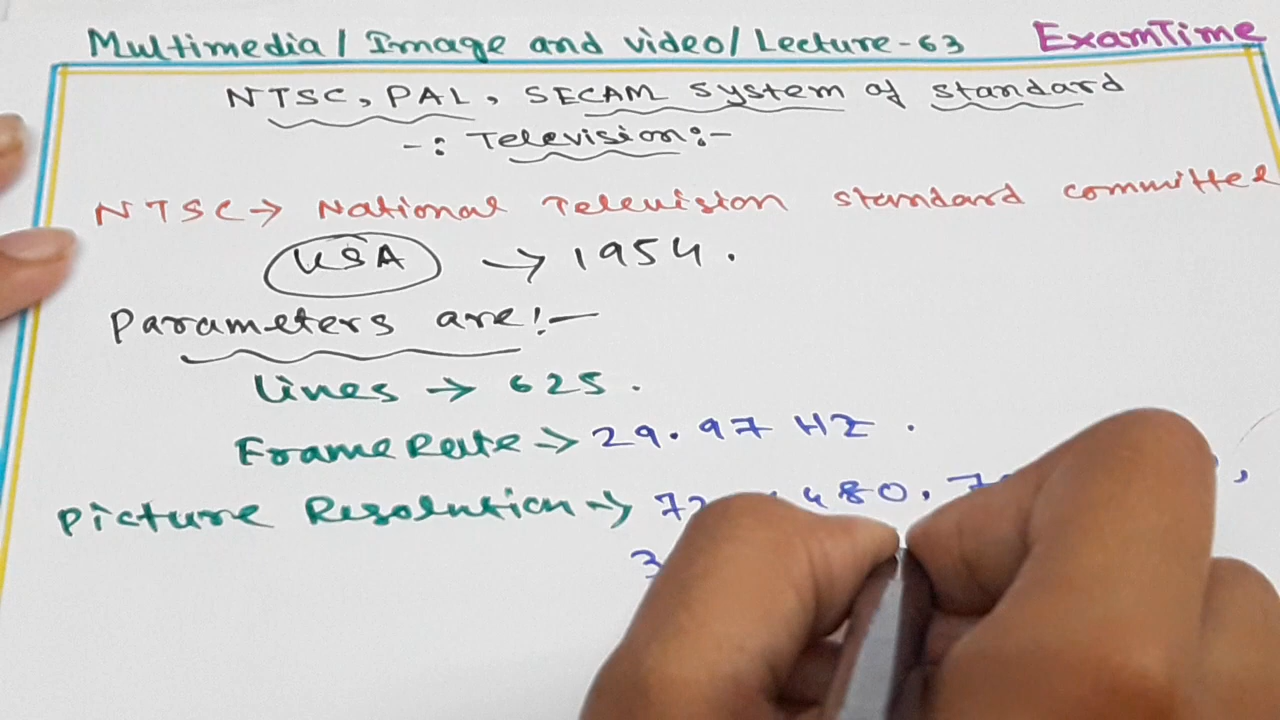 Multimedia / Image and video / Lecture-63 ExamTime
NTSC, PAL, SECAM system of standard
-: Television:-
NTSC → National Television standard committee
USA → 1954.
Parameters are:-
lines → 625.
Frame Rate → 29.97 Hz.
Picture Resolution → 480,